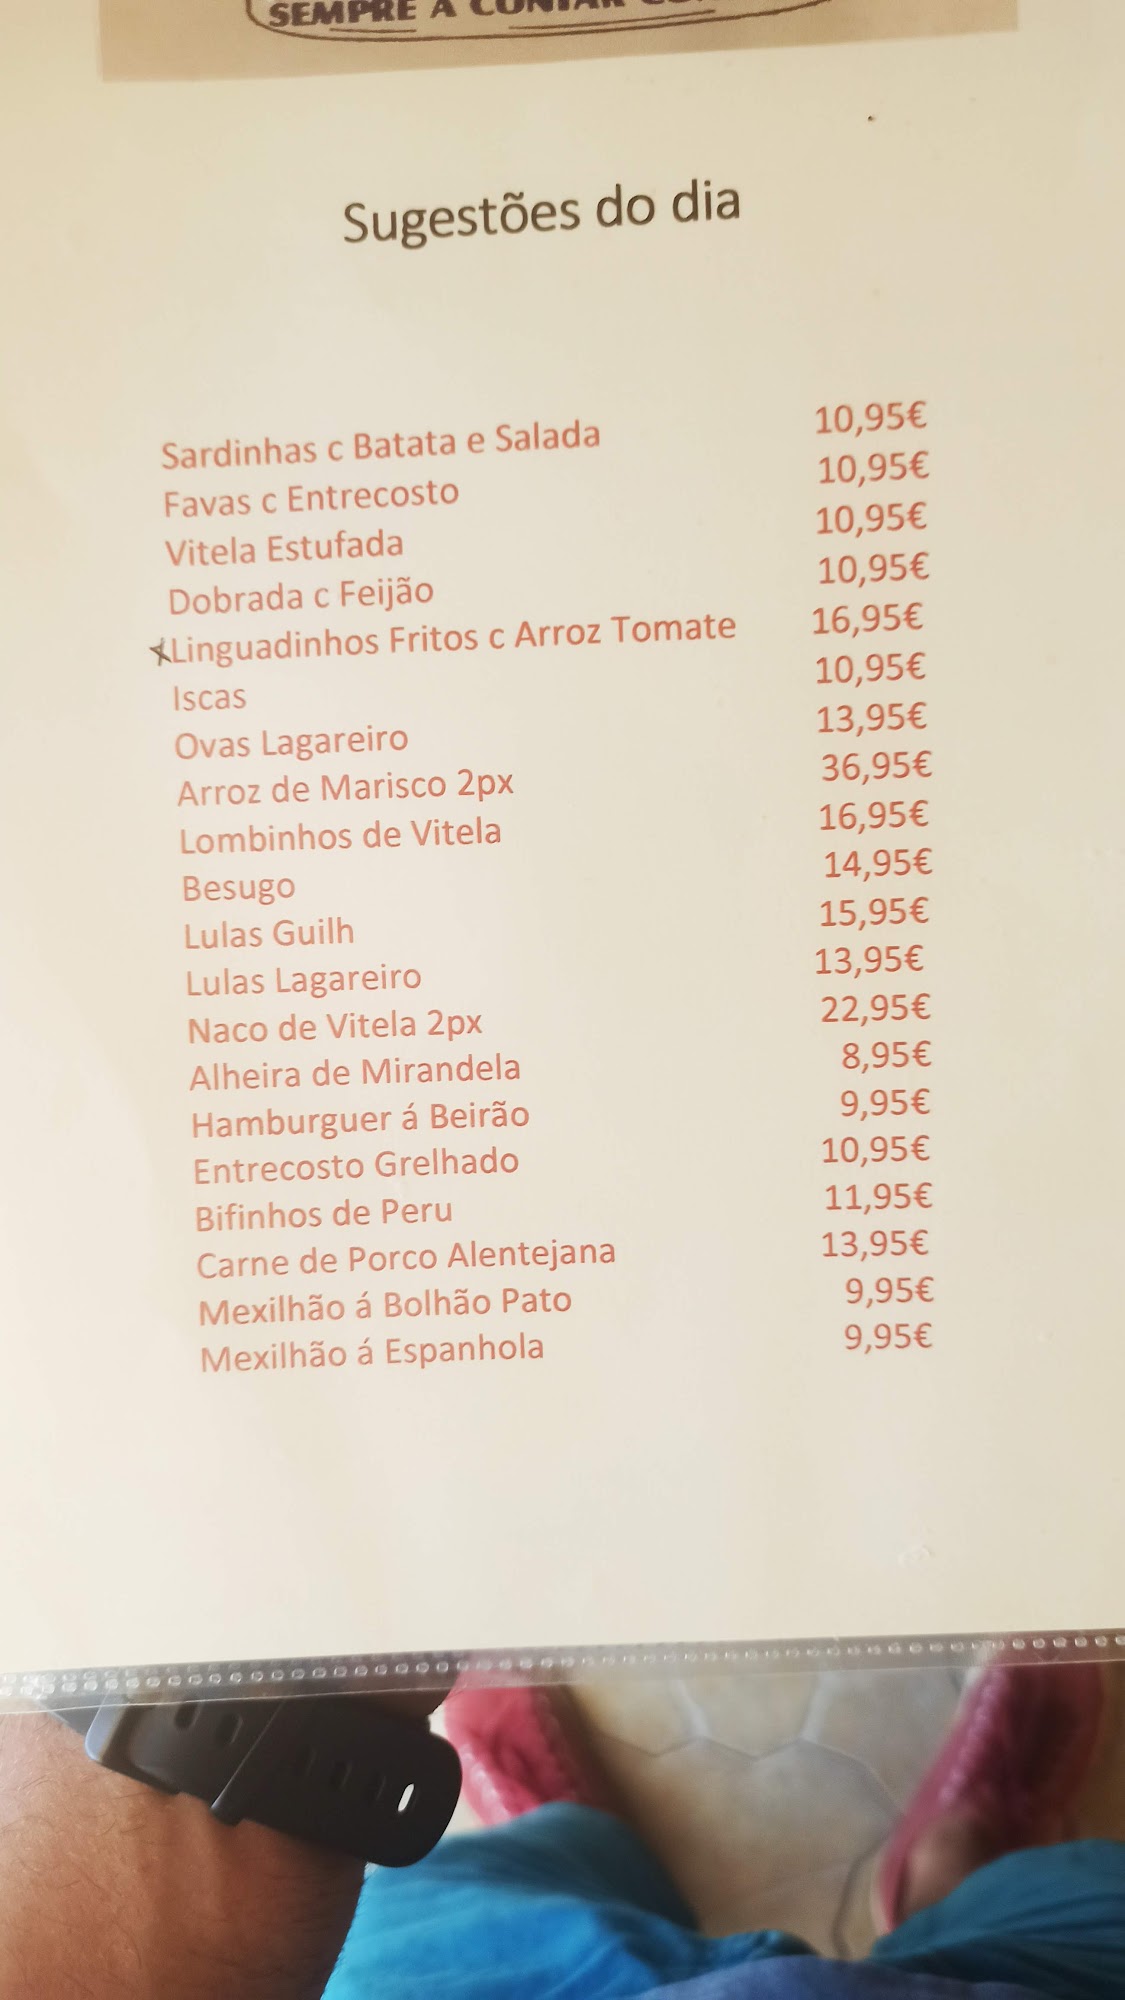 SEMPRE A CONTAR
Sugestões do dia
Sardinhas c Batata e Salada 10,95€
Favas c Entrecosto 10,95€
Vitela Estufada 10,95€
Dobrada c Feijão 10,95€
Linguadinhos Fritos c Arroz Tomate 16,95€
Iscas 10,95€
Ovas Lagareiro 13,95€
Arroz de Marisco 2px 36,95€
Lombinhos de Vitela 16,95€
Besugo 14,95€
Lulas Guilh 15,95€
Lulas Lagareiro 13,95€
Naco de Vitela 2px 22,95€
Alheira de Mirandela 8,95€
Hamburguer á Beirão 9,95€
Entrecosto Grelhado 10,95€
Bifinhos de Peru 11,95€
Carne de Porco Alentejana 13,95€
Mexilhão á Bolhão Pato 9,95€
Mexilhão á Espanhola 9,95€